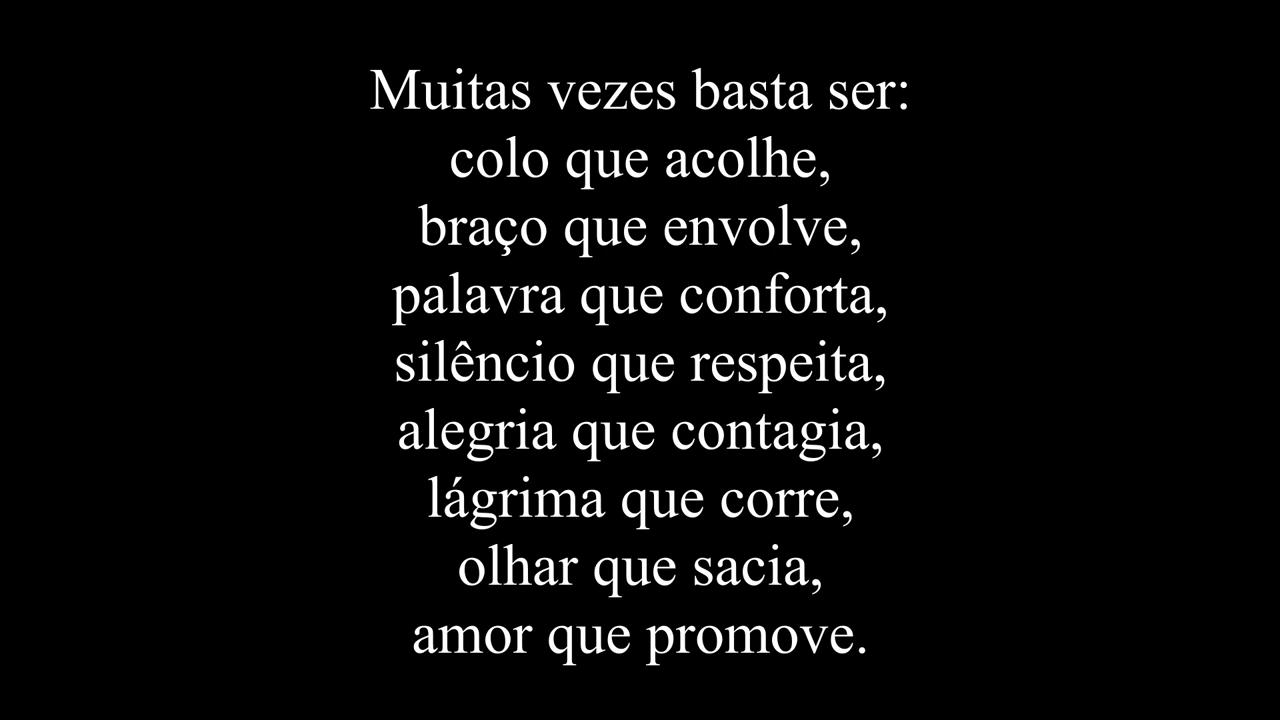 Muitas vezes basta ser:
colo que acolhe,
braço que envolve,
palavra que conforta,
silêncio que respeita,
alegria que contagia,
lágrima que corre,
olhar que sacia,
amor que promove.